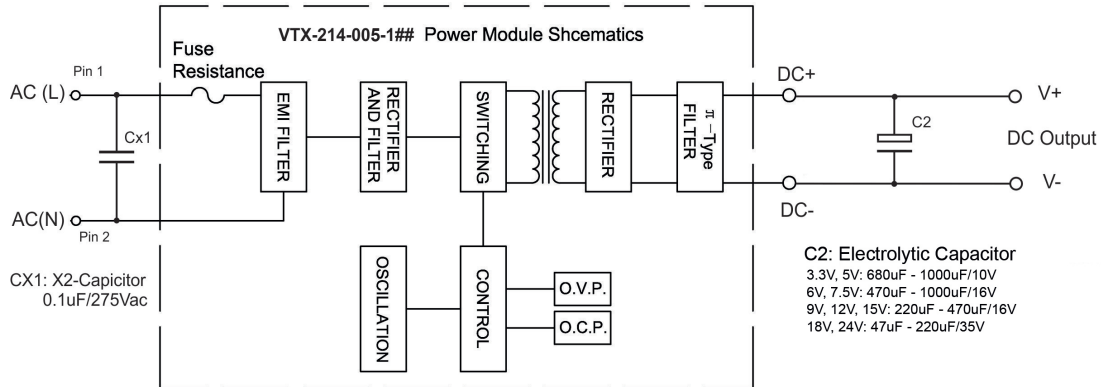 VTX-214-005-1## Power Module Shcematics
Fuse
Resistance
Pin 1
AC (L)
Cx1
AC(N)
Pin 2
CX1: X2-Capicitor
0.1uF/275Vac
EMI FILTER
RECTIFIER
AND FILTER
SWITCHING
RECTIFIER
π-Type
FILTER
OSCILLATION
CONTROL
O.V.P.
O.C.P.
DC+
DC-
C2
V+
DC Output
V-
C2: Electrolytic Capacitor
3.3V, 5V: 680uF - 1000uF/10V
6V, 7.5V: 470uF - 1000uF/16V
9V, 12V, 15V: 220uF - 470uF/16V
18V, 24V: 47uF - 220uF/35V